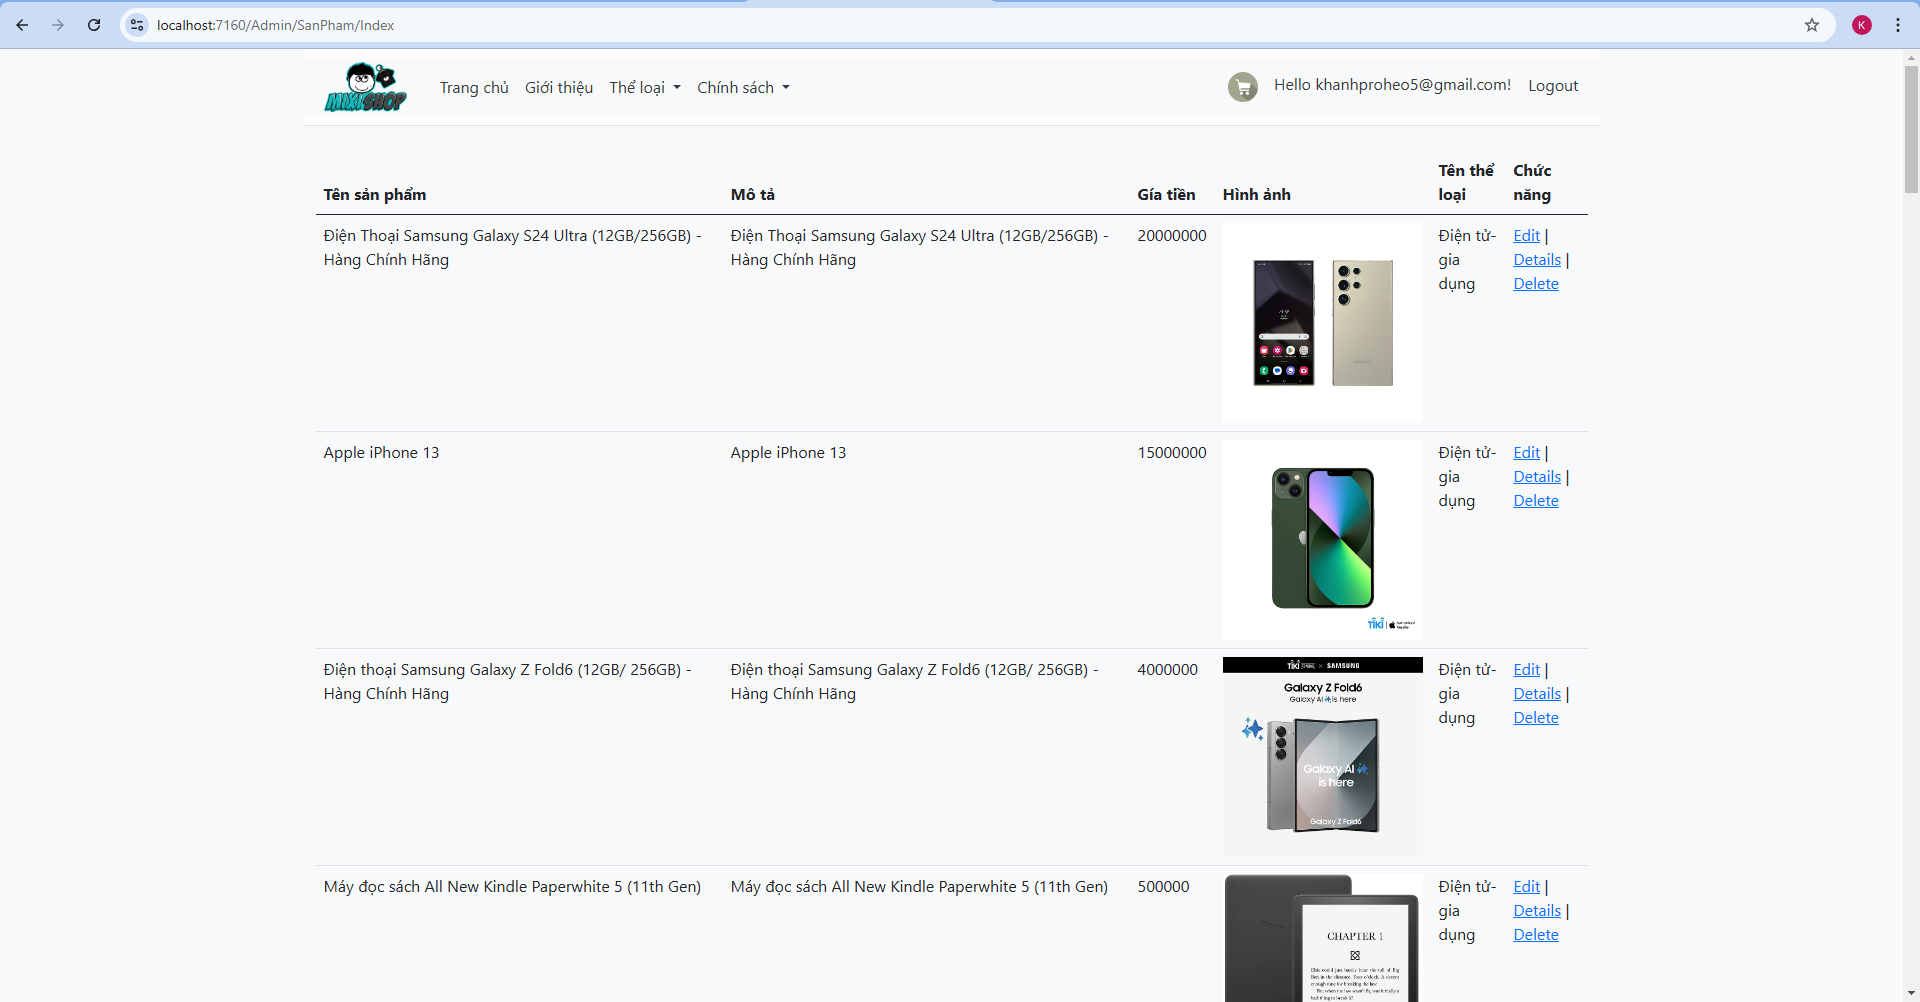 localhost:7160/Admin/SanPham/Index
K
MIXISHOP
Trang chủ Giới thiệu Thể loại Chính sách
Hello khanhproheo5@gmail.com! Logout
Tên sản phẩm Mô tả Gía tiền Hình ảnh Tên thể loại Chức năng
Điện Thoại Samsung Galaxy S24 Ultra (12GB/256GB) -
Hàng Chính Hãng
Điện Thoại Samsung Galaxy S24 Ultra (12GB/256GB) -
Hàng Chính Hãng
20000000
Điện tử-
gia
dụng
Edit |
Details |
Delete
Apple iPhone 13
Apple iPhone 13
15000000
TIKI
Điện tử-
gia
dụng
Edit |
Details |
Delete
Điện thoại Samsung Galaxy Z Fold6 (12GB/ 256GB) -
Hàng Chính Hãng
Điện thoại Samsung Galaxy Z Fold6 (12GB/ 256GB) -
Hàng Chính Hãng
4000000
TIKI × SAMSUNG
Galaxy Z Fold6
Galaxy AI is here
Galaxy AI
is here
Galaxy Z Fold6
Điện tử-
gia
dụng
Edit |
Details |
Delete
Máy đọc sách All New Kindle Paperwhite 5 (11th Gen)
Máy đọc sách All New Kindle Paperwhite 5 (11th Gen)
500000
CHAPTER 1
Điện tử-
gia
dụng
Edit |
Details |
Delete